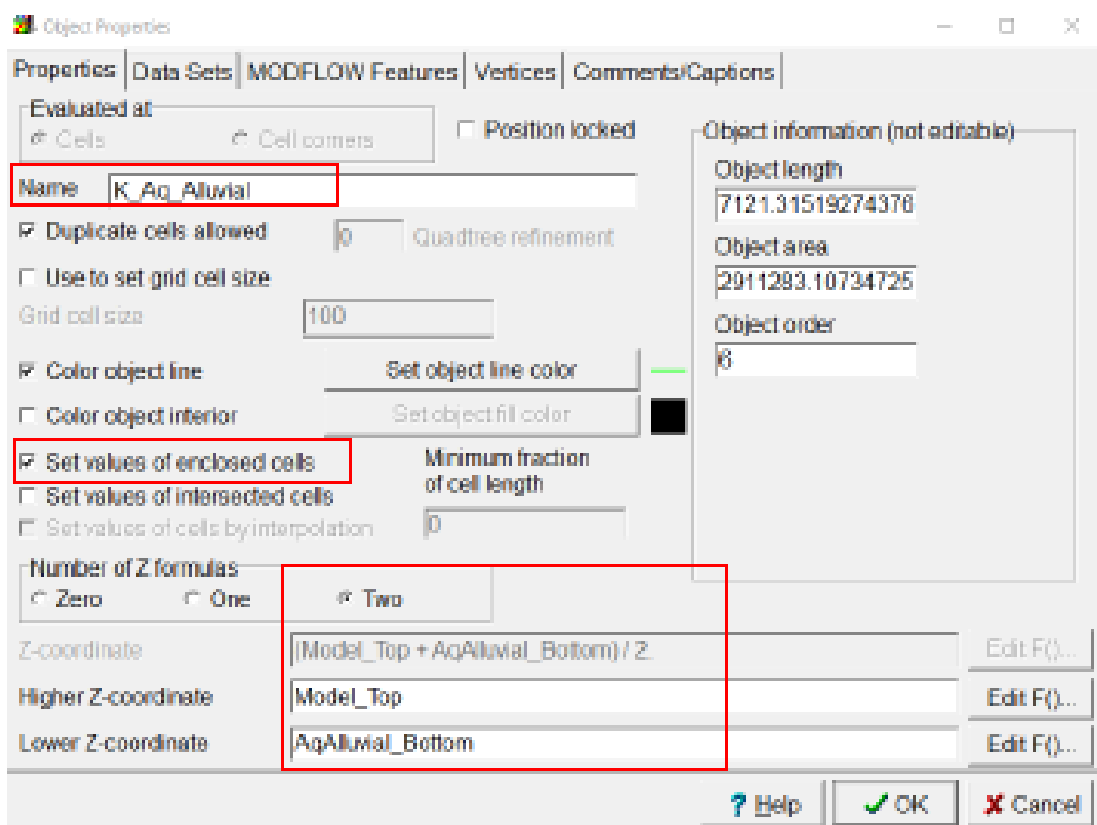 Object Properties
Properties Data Sets MODFLOW Features Vertices Comments/Captions
Evaluated at
Cells Cell corners
Position locked
Name K_Aq_Alluvial
Duplicate cells allowed 0 Quadtree refinement
Use to set grid cell size
Grid cell size 100
Color object line Set object line color
Color object interior Set object fill color
Set values of enclosed cells
Set values of intersected cells
Set values of cells by interpolation
Minimum fraction
of cell length
0
Object information (not editable)
Object length
7121.31519274376
Object area
2911283.10734725
Object order
6
Number of Z formulas
Zero One Two
Z-coordinate (Model_Top + AqAlluvial_Bottom) / 2. Edit F()...
Higher Z-coordinate Model_Top Edit F()...
Lower Z-coordinate AqAlluvial_Bottom Edit F()...
? Help OK Cancel